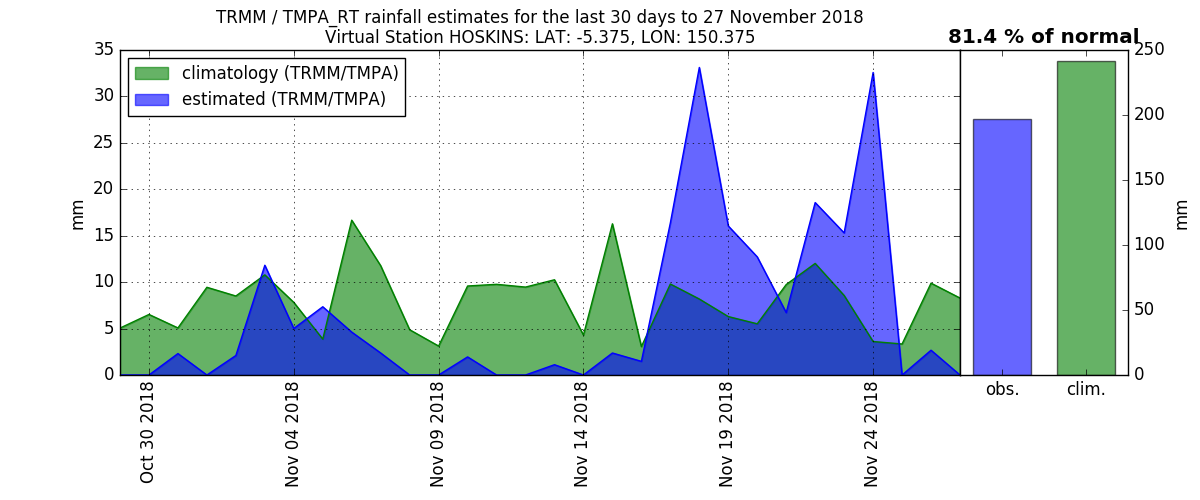 TRMM / TMPA_RT rainfall estimates for the last 30 days to 27 November 2018
Virtual Station HOSKINS: LAT: -5.375, LON: 150.375
81.4 % of normal
climatology (TRMM/TMPA)
estimated (TRMM/TMPA)
35
30
25
20
15
10
5
0
mm
Oct 30 2018
Nov 04 2018
Nov 09 2018
Nov 14 2018
Nov 19 2018
Nov 24 2018
250
200
150
100
50
0
mm
obs.
clim.